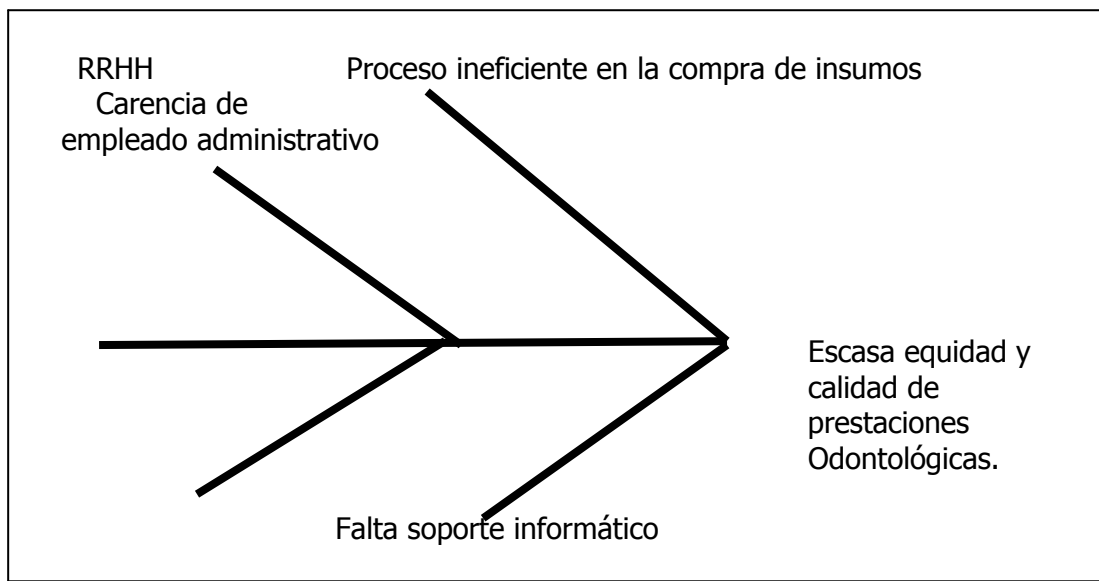 RRHH
Carencia de
empleado administrativo
Proceso ineficiente en la compra de insumos
Escasa equidad y
calidad de
prestaciones
Odontológicas.
Falta soporte informático